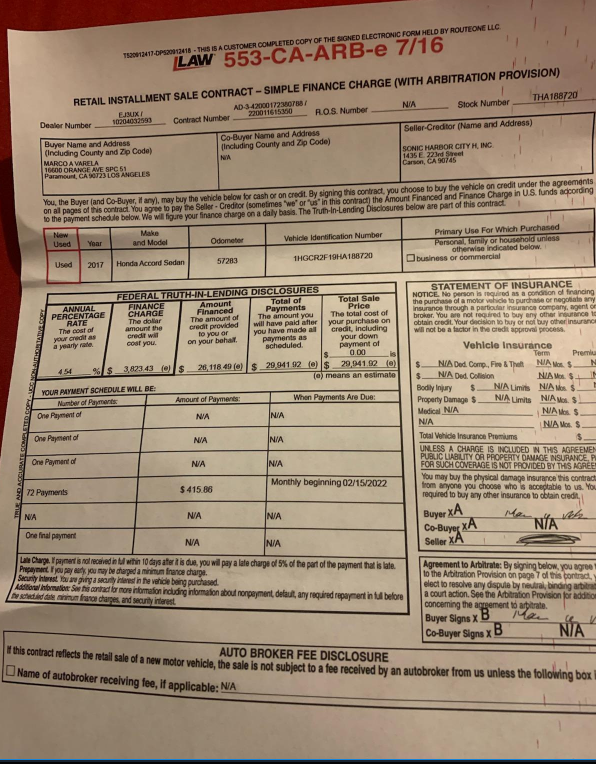 T520912417-DP520912418 - THIS IS A CUSTOMER COMPLETED COPY OF THE SIGNED ELECTRONIC FORM HELD BY ROUTEONE LLC.
LAW 553-CA-ARB-e 7/16
RETAIL INSTALLMENT SALE CONTRACT – SIMPLE FINANCE CHARGE (WITH ARBITRATION PROVISION)
Dealer Number EJ3UX / 10204032593 Contract Number AD-3-42000172380788 / 220011615350 R.O.S. Number N/A Stock Number THA188720
Buyer Name and Address
(Including County and Zip Code)
MARCO A VARELA
16600 ORANGE AVE SPC 51
Paramount, CA 90723 LOS ANGELES
Co-Buyer Name and Address
(Including County and Zip Code)
N/A
Seller-Creditor (Name and Address)
SONIC HARBOR CITY H, INC.
1435 E. 223rd Street
Carson, CA 90745
You, the Buyer (and Co-Buyer, if any), may buy the vehicle below for cash or on credit. By signing this contract, you choose to buy the vehicle on credit under the agreements
on all pages of this contract. You agree to pay the Seller - Creditor (sometimes "we" or "us" in this contract) the Amount Financed and Finance Charge in U.S. funds according
to the payment schedule below. We will figure your finance charge on a daily basis. The Truth-In-Lending Disclosures below are part of this contract.
New Used
Year
Make and Model
Odometer
Vehicle Identification Number
Primary Use For Which Purchased
Used
2017
Honda Accord Sedan
57283
1HGCR2F19HA188720
Personal, family or household unless
otherwise indicated below.
business or commercial
FEDERAL TRUTH-IN-LENDING DISCLOSURES
ANNUAL PERCENTAGE RATE
The cost of your credit as a yearly rate.
4.54 %
FINANCE CHARGE
The dollar amount the credit will cost you.
$ 3,823.43 (e)
Amount Financed
The amount of credit provided to you or on your behalf.
$ 26,118.49 (e)
Total of Payments
The amount you will have paid after you have made all payments as scheduled.
$ 29,941.92 (e)
Total Sale Price
The total cost of your purchase on credit, including your down payment of
$ 0.00 is
$ 29,941.92 (e)
(e) means an estimate
YOUR PAYMENT SCHEDULE WILL BE:
Number of Payments:
Amount of Payments:
When Payments Are Due:
One Payment of
N/A
N/A
One Payment of
N/A
N/A
One Payment of
N/A
N/A
72 Payments
$ 415.86
Monthly beginning 02/15/2022
N/A
N/A
N/A
One final payment
N/A
N/A
Late Charge. If payment is not received in full within 10 days after it is due, you will pay a late charge of 5% of the part of the payment that is late.
Prepayment. If you pay early, you may be charged a minimum finance charge.
Security Interest. You are giving a security interest in the vehicle being purchased.
Additional Information: See this contract for more information including information about nonpayment, default, any required repayment in full before
the scheduled date, minimum finance charges, and security interest.
TRUE AND ACCURATE COMPLETED COPY - UCC NON-AUTHORITATIVE COPY
STATEMENT OF INSURANCE
NOTICE. No person is required as a condition of financing
the purchase of a motor vehicle to purchase or negotiate any
insurance through a particular insurance company, agent or
broker. You are not required to buy any other insurance to
obtain credit. Your decision to buy or not buy other insurance
will not be a factor in the credit approval process.
Vehicle Insurance
Term Premiu
$ N/A Ded. Comp., Fire & Theft N/A Mos. $ N
$ N/A Ded. Collision N/A Mos. $
Bodily Injury $ N/A Limits N/A Mos. $
Property Damage $ N/A Limits N/A Mos. $
Medical N/A N/A Mos. $
N/A N/A Mos. $
Total Vehicle Insurance Premiums $
UNLESS A CHARGE IS INCLUDED IN THIS AGREEMEN
PUBLIC LIABILITY OR PROPERTY DAMAGE INSURANCE, P
FOR SUCH COVERAGE IS NOT PROVIDED BY THIS AGREE
You may buy the physical damage insurance this contract
from anyone you choose who is acceptable to us. You
required to buy any other insurance to obtain credit.
Buyer X A
Co-Buyer X A N/A
Seller X A
Agreement to Arbitrate: By signing below, you agree
to the Arbitration Provision on page 7 of this contract,
elect to resolve any dispute by neutral, binding arbitrat
a court action. See the Arbitration Provision for addition
concerning the agreement to arbitrate.
Buyer Signs X B
Co-Buyer Signs X B N/A
AUTO BROKER FEE DISCLOSURE
If this contract reflects the retail sale of a new motor vehicle, the sale is not subject to a fee received by an autobroker from us unless the following box i
Name of autobroker receiving fee, if applicable: N/A